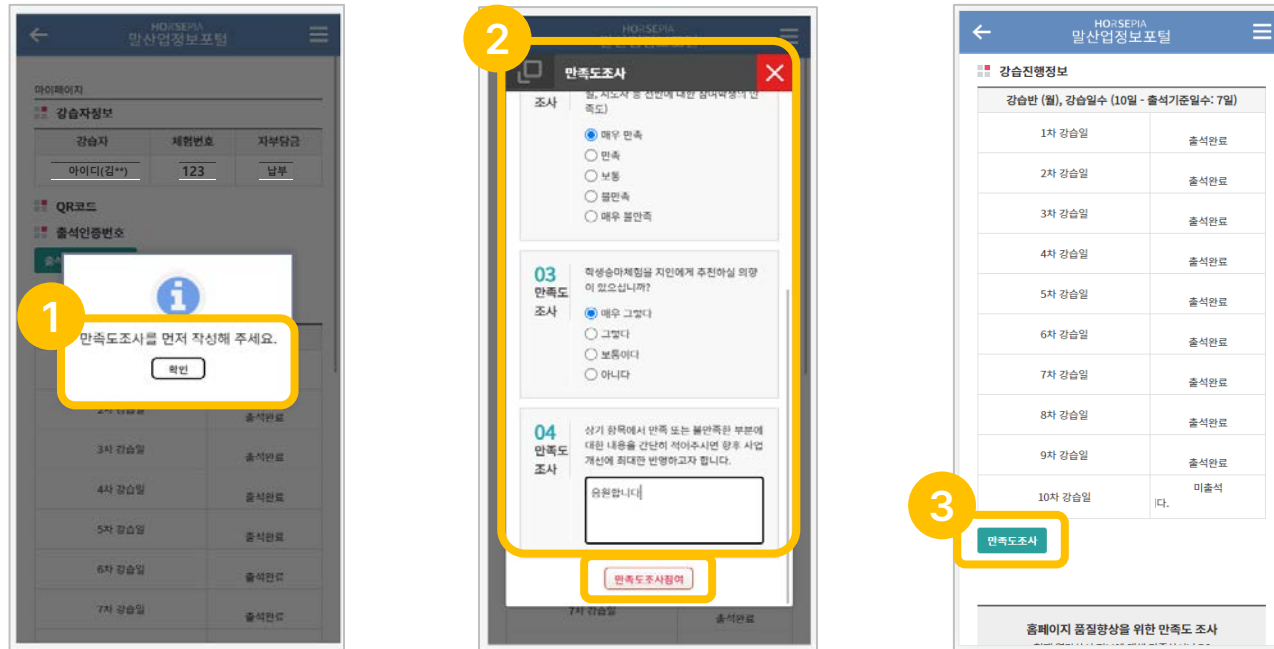 HORSEPIA
말산업정보포털
마이페이지
강습자정보
강습자 체험번호 자부담금
아이디(김**) 123 납부
QR코드
출석인증번호
1
만족도조사를 먼저 작성해 주세요.
확인
2차 강습일 출석완료
3차 강습일 출석완료
4차 강습일 출석완료
5차 강습일 출석완료
6차 강습일 출석완료
7차 강습일 출석완료
2
HORSEPIA
만족도조사
조사
족도)
매우 만족
만족
보통
불만족
매우 불만족
03
만족도
조사
학생승마체험을 지인에게 추천하실 의향
이 있으십니까?
매우 그렇다
그렇다
보통이다
아니다
04
만족도
조사
상기 항목에서 만족 또는 불만족한 부분에
대한 내용을 간단히 적어주시면 향후 사업
개선에 최대한 반영하고자 합니다.
응원합니다
만족도조사참여
7차 강습일 출석완료
HORSEPIA
말산업정보포털
강습진행정보
강습반 (월), 강습일수 (10일 - 출석기준일수: 7일)
1차 강습일 출석완료
2차 강습일 출석완료
3차 강습일 출석완료
4차 강습일 출석완료
5차 강습일 출석완료
6차 강습일 출석완료
7차 강습일 출석완료
8차 강습일 출석완료
9차 강습일 출석완료
10차 강습일 미출석
다.
3
만족도조사
홈페이지 품질향상을 위한 만족도 조사